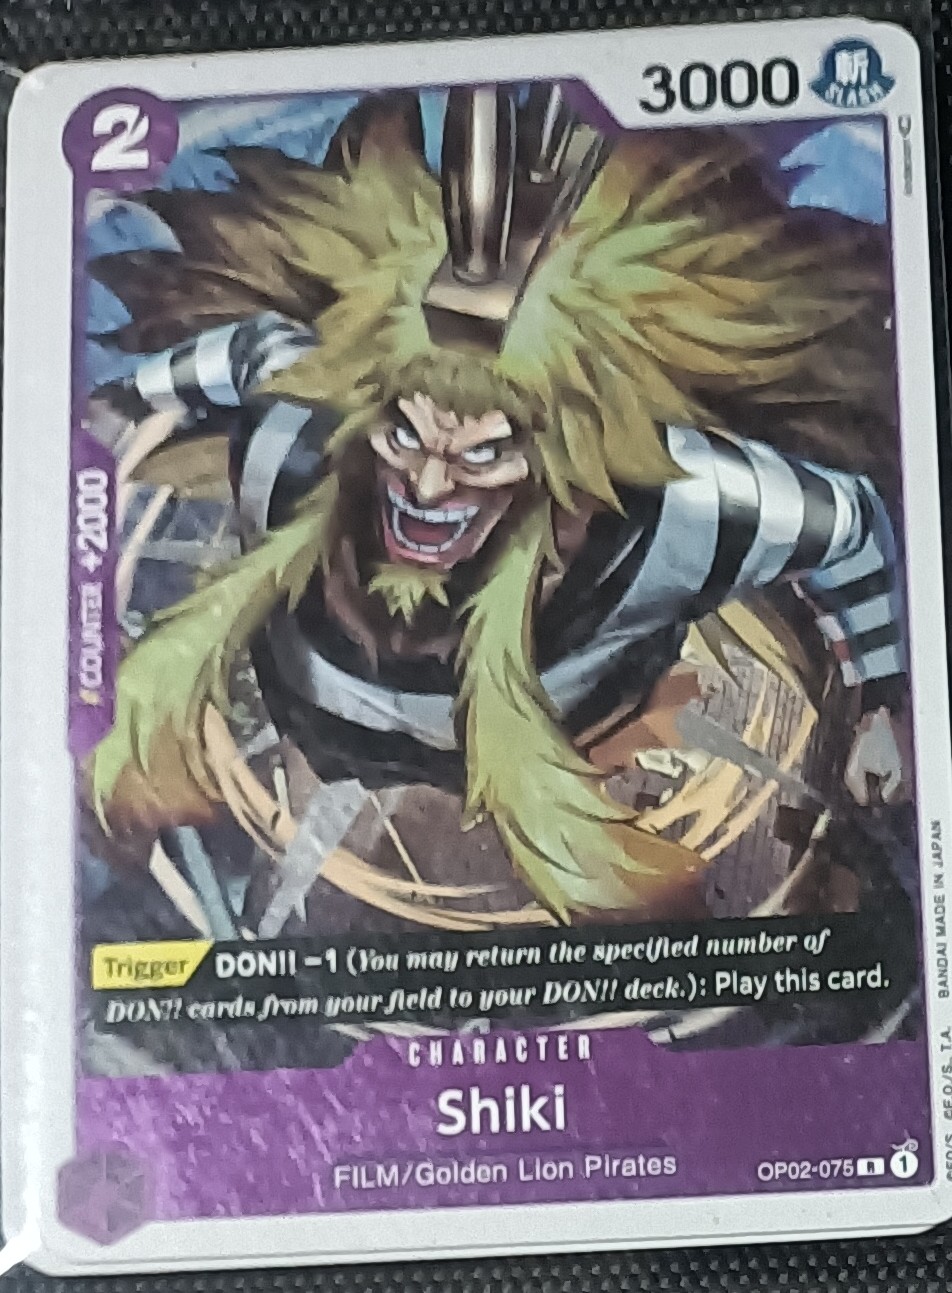 2
3000
斬
SLASH
COUNTER +2000
Trigger DON!! −1 (You may return the specified number of
DON!! cards from your field to your DON!! deck.): Play this card.
CHARACTER
Shiki
FILM/Golden Lion Pirates
OP02-075 R 1
BANDAI MADE IN JAPAN